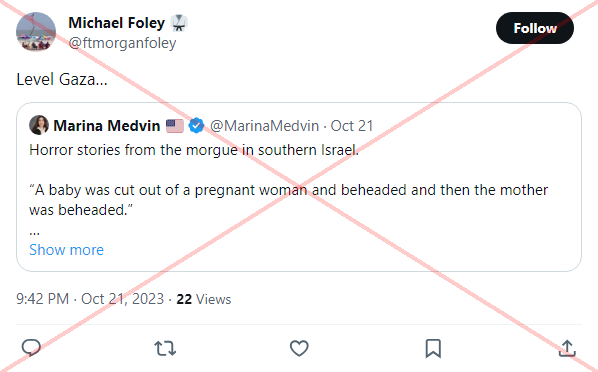 Michael Foley 🥋
@ftmorganfoley
Follow
Level Gaza...
Marina Medvin 🇺🇸 @MarinaMedvin · Oct 21
Horror stories from the morgue in southern Israel.
“A baby was cut out of a pregnant woman and beheaded and then the mother
was beheaded.”
...
Show more
9:42 PM · Oct 21, 2023 · 22 Views